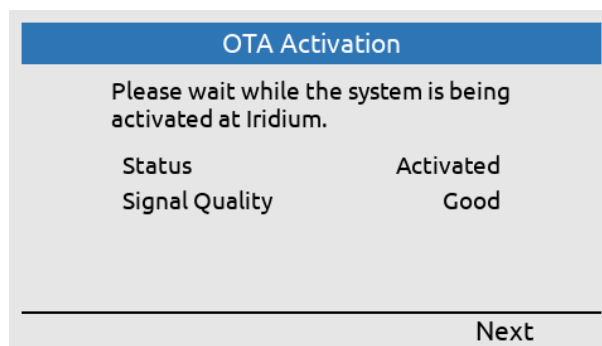 OTA Activation
Please wait while the system is being
activated at Iridium.
Status Activated
Signal Quality Good
Next